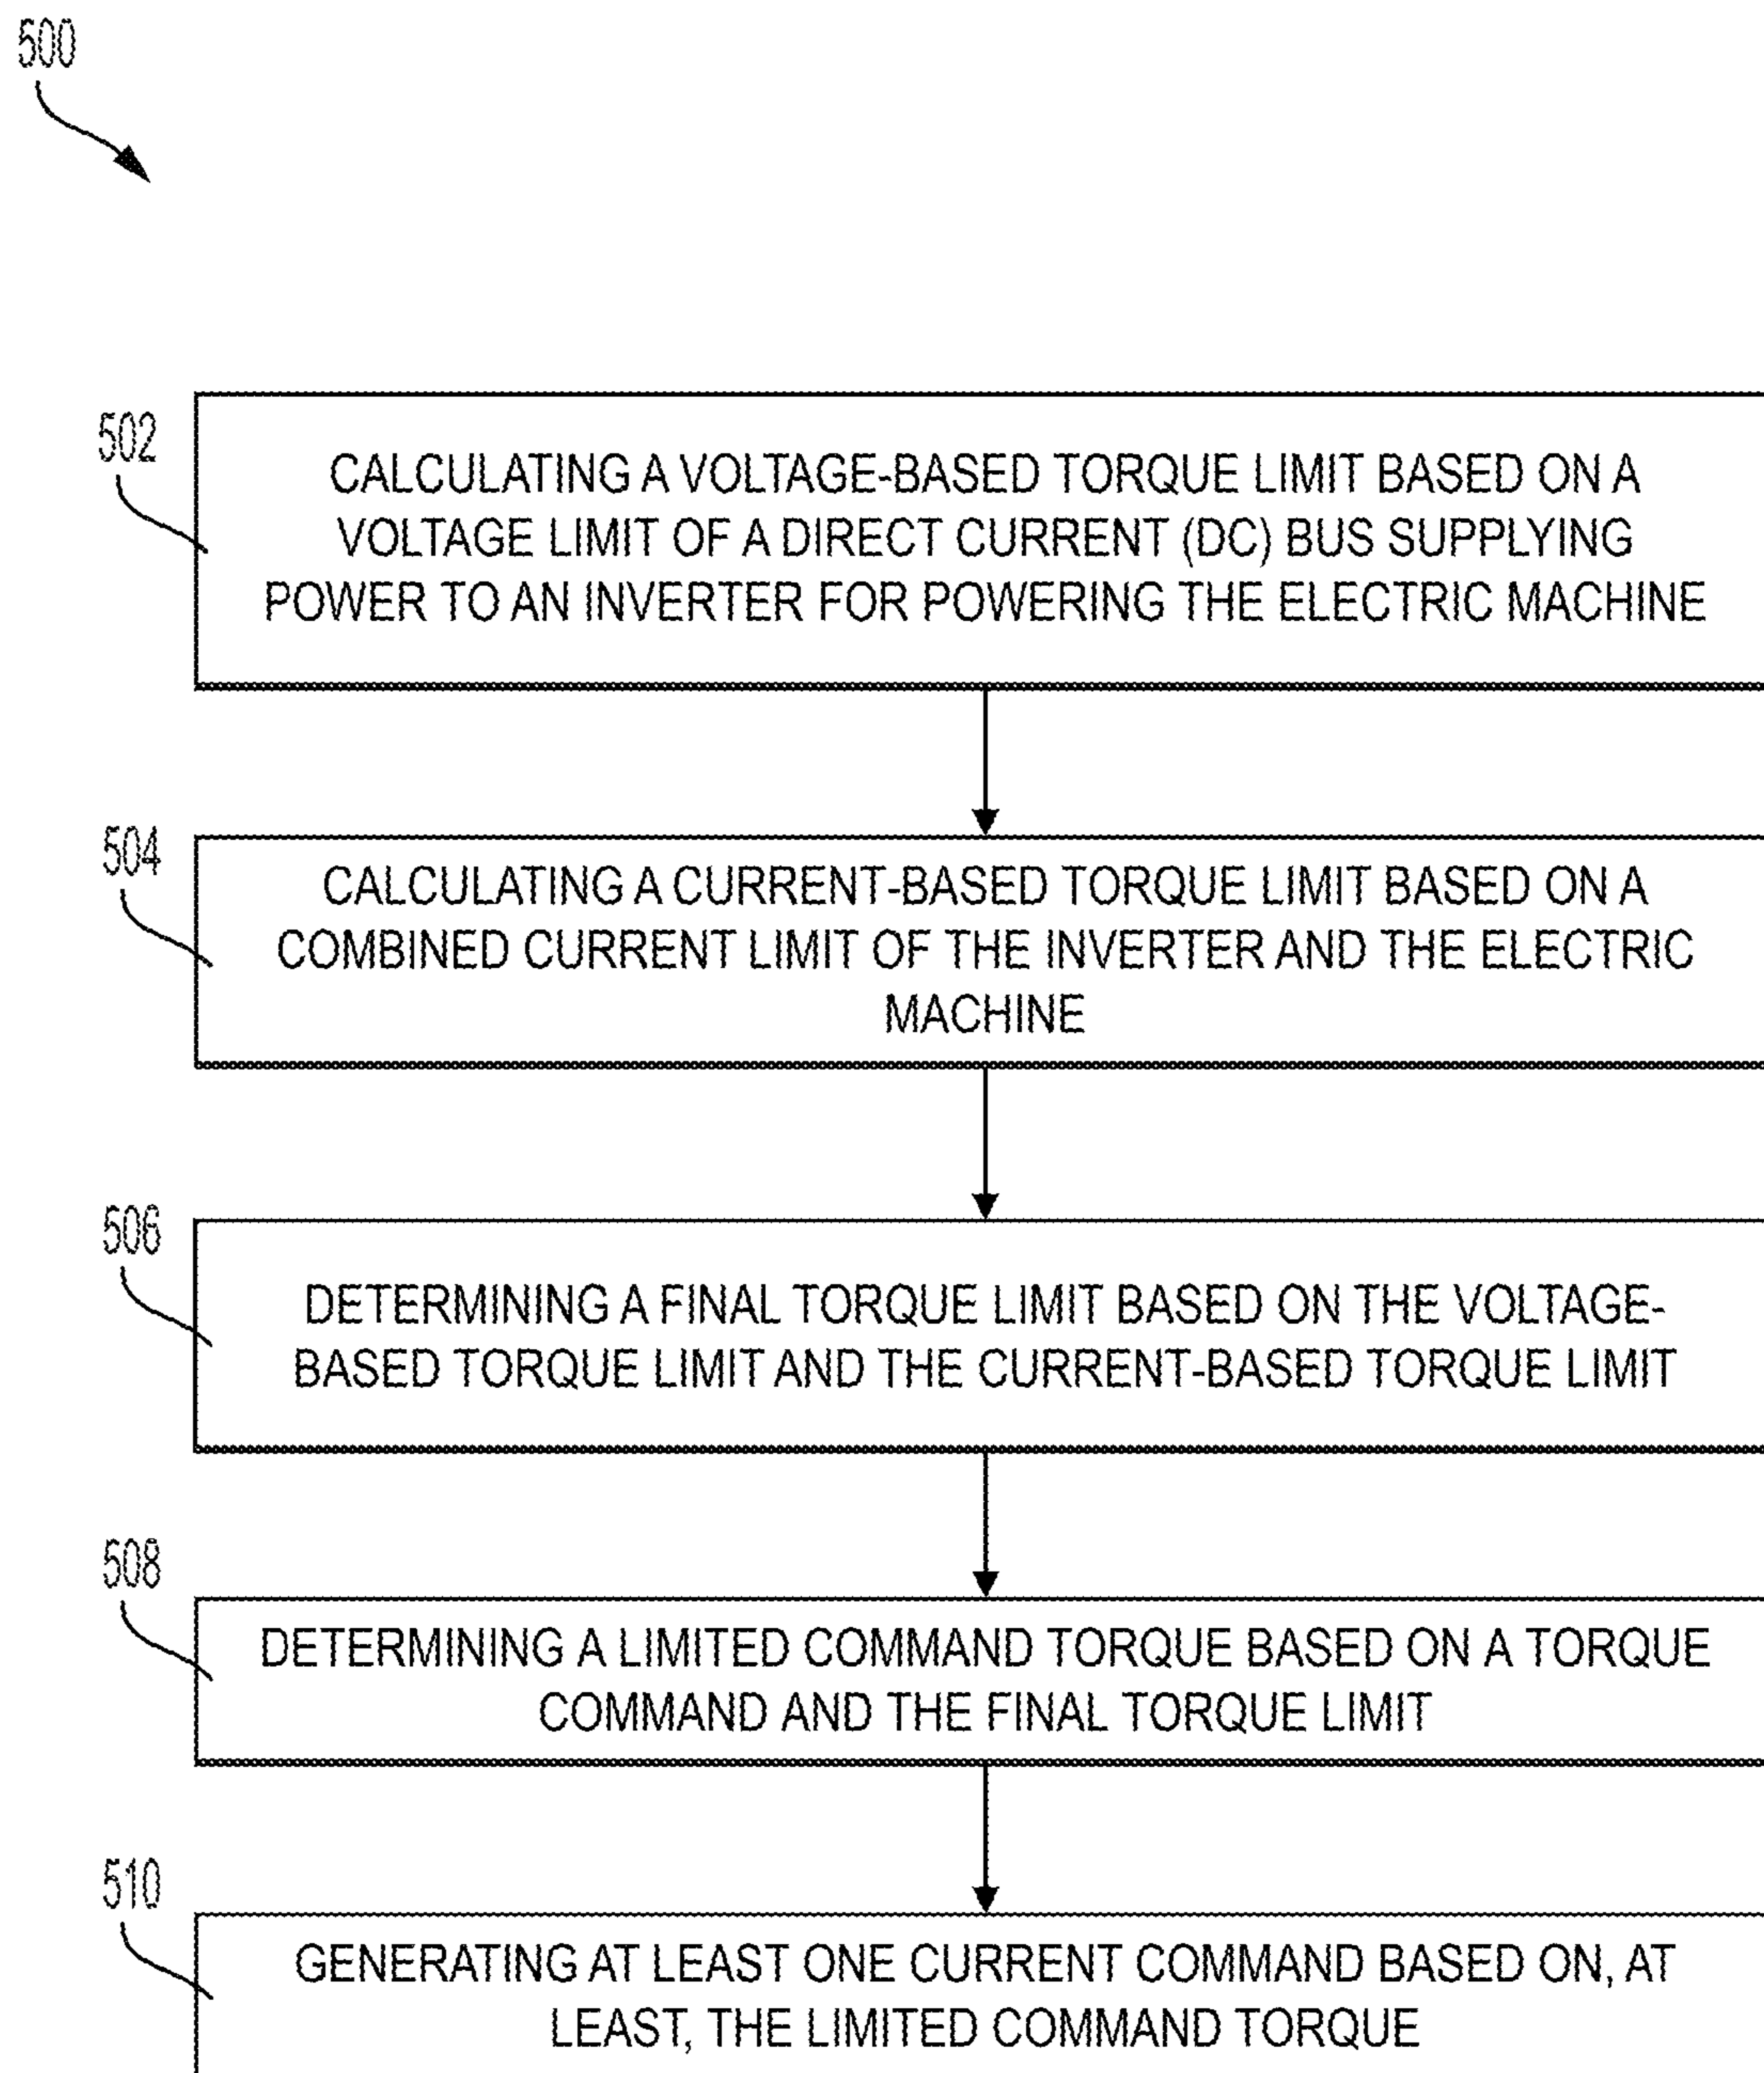 500
502
CALCULATING A VOLTAGE-BASED TORQUE LIMIT BASED ON A
VOLTAGE LIMIT OF A DIRECT CURRENT (DC) BUS SUPPLYING
POWER TO AN INVERTER FOR POWERING THE ELECTRIC MACHINE
504
CALCULATING A CURRENT-BASED TORQUE LIMIT BASED ON A
COMBINED CURRENT LIMIT OF THE INVERTER AND THE ELECTRIC
MACHINE
506
DETERMINING A FINAL TORQUE LIMIT BASED ON THE VOLTAGE-
BASED TORQUE LIMIT AND THE CURRENT-BASED TORQUE LIMIT
508
DETERMINING A LIMITED COMMAND TORQUE BASED ON A TORQUE
COMMAND AND THE FINAL TORQUE LIMIT
510
GENERATING AT LEAST ONE CURRENT COMMAND BASED ON, AT
LEAST, THE LIMITED COMMAND TORQUE